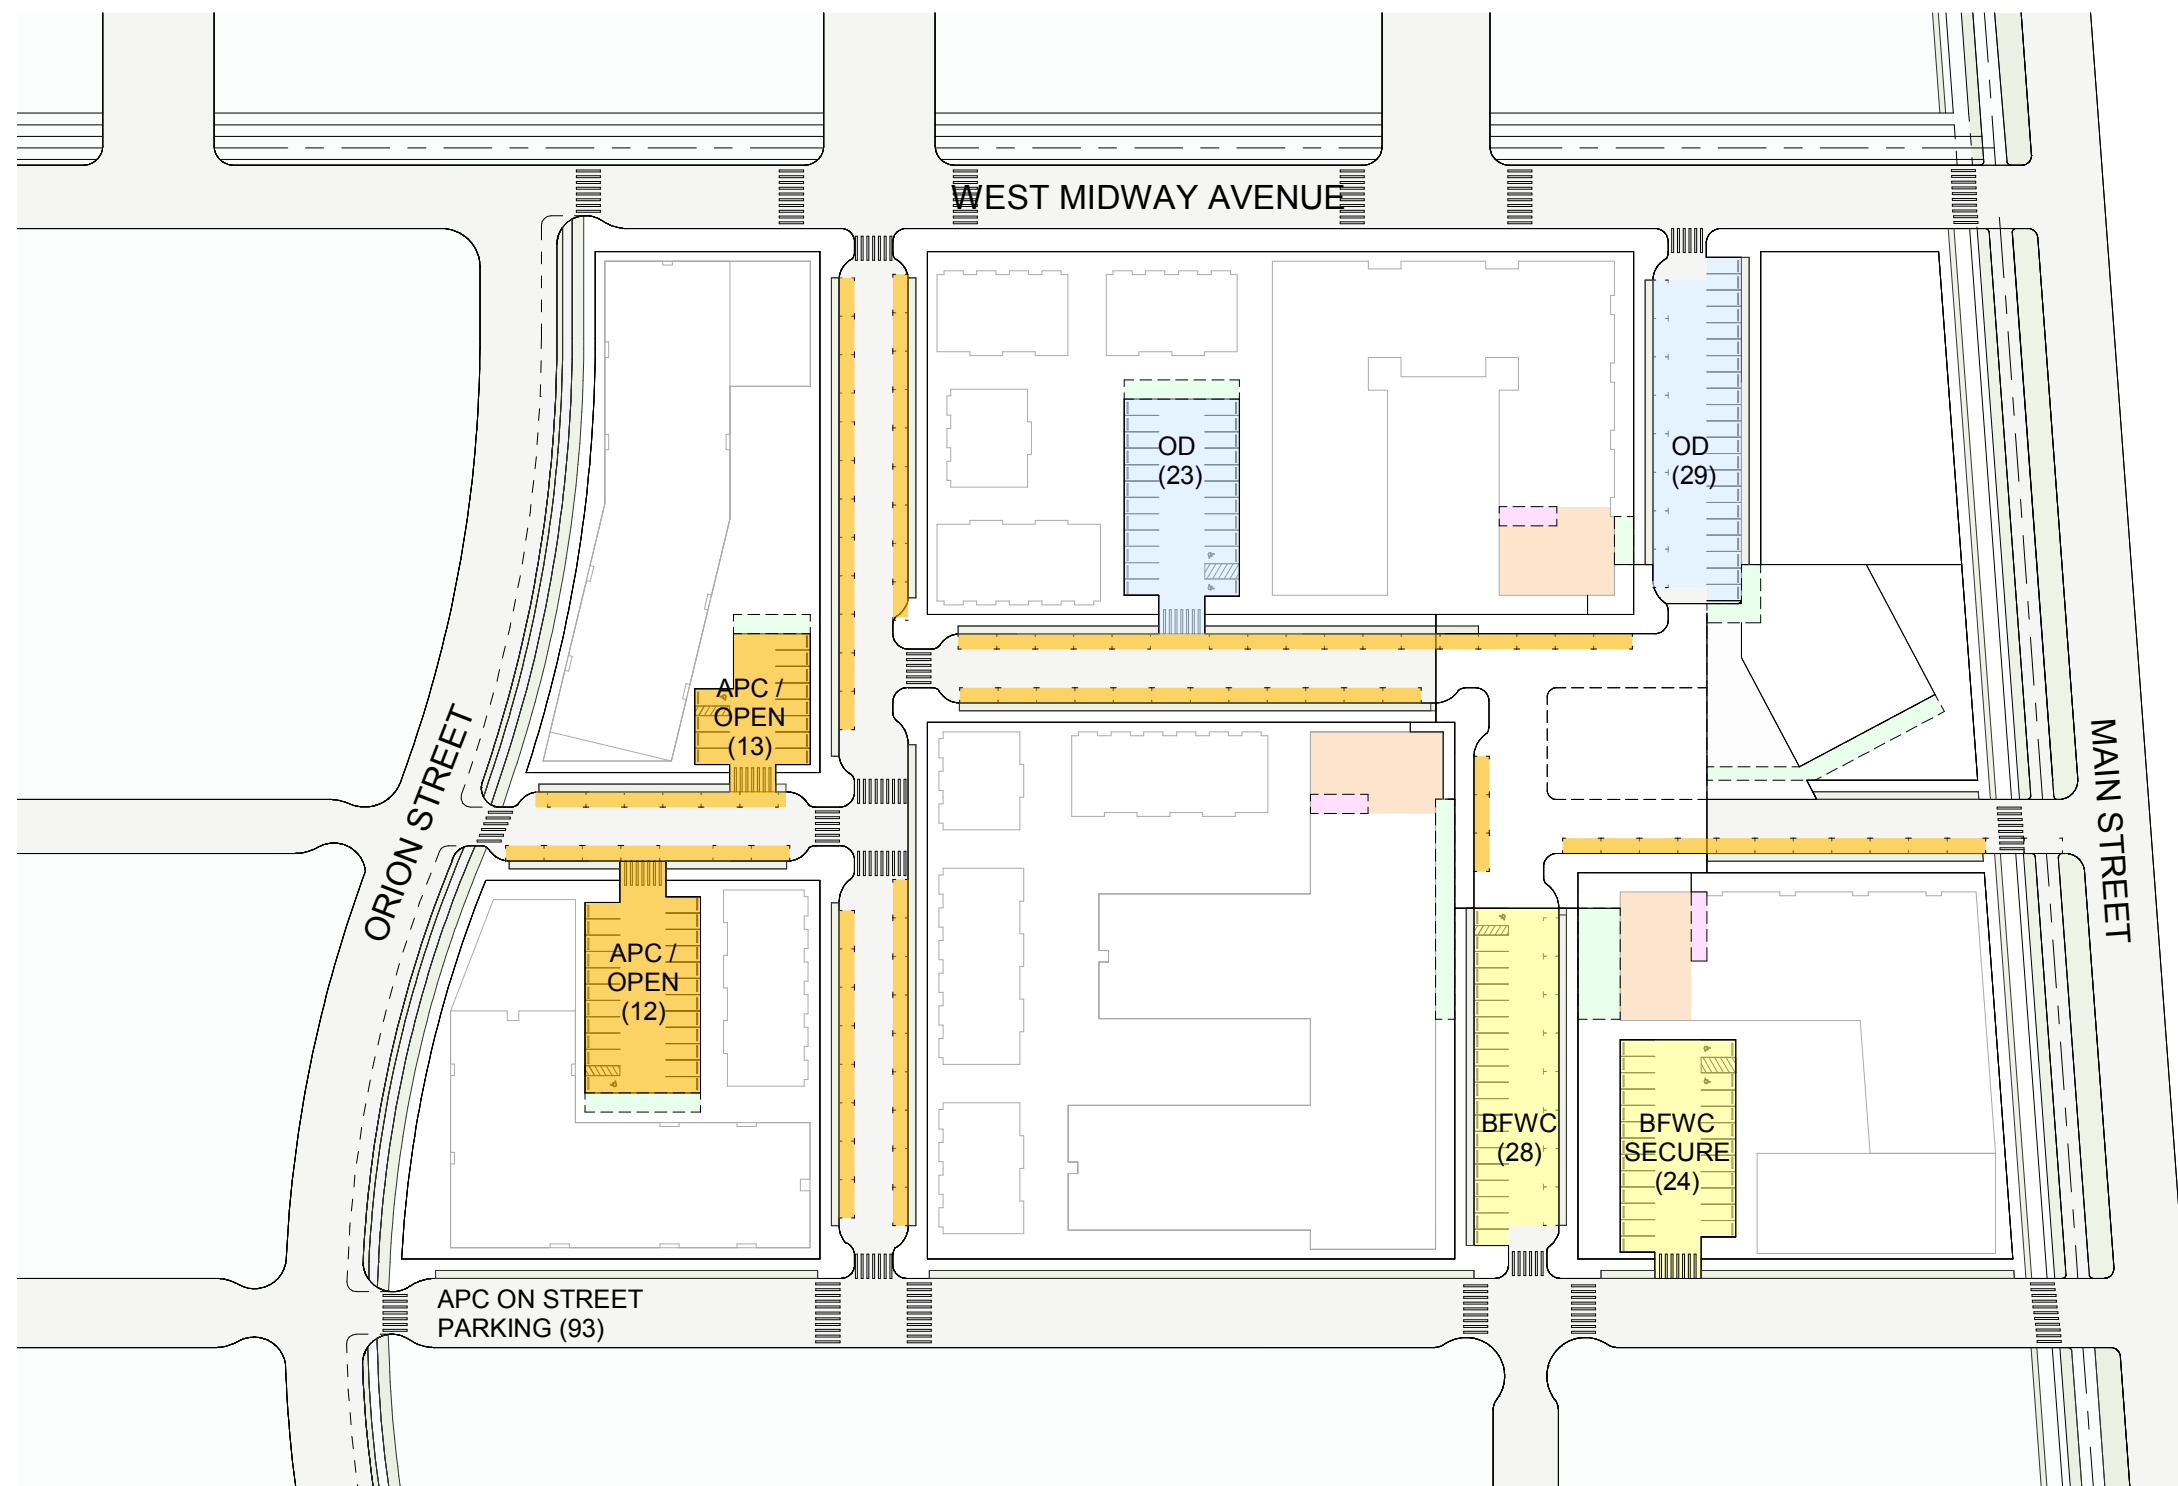 WEST MIDWAY AVENUE
OD
(23)
OD
(29)
APC /
OPEN
(13)
ORION STREET
MAIN STREET
APC /
OPEN
(12)
BFWC
(28)
BFWC
SECURE
(24)
APC ON STREET
PARKING (93)